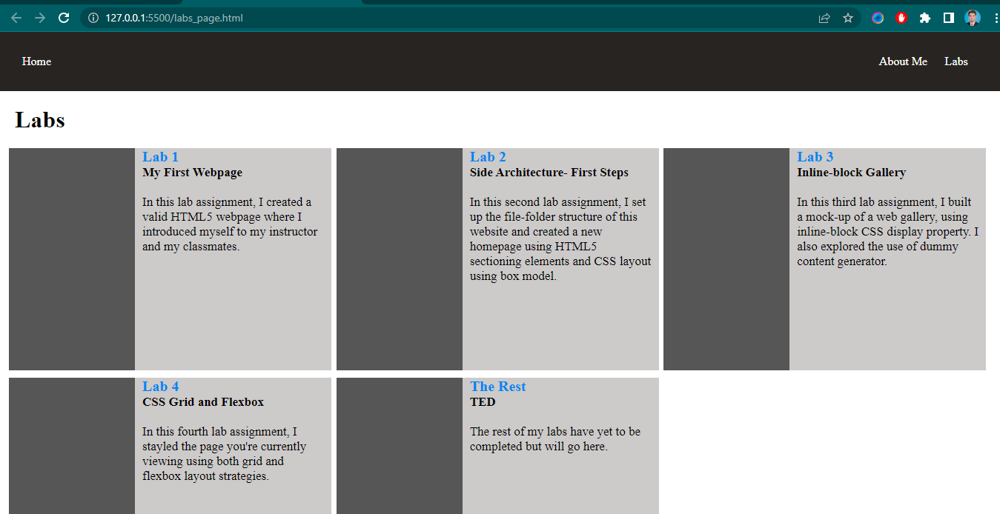 127.0.0.1:5500/labs_page.html
Home
About Me
Labs
Labs
Lab 1
My First Webpage
In this lab assignment, I created a
valid HTML5 webpage where I
introduced myself to my instructor
and my classmates.
Lab 2
Side Architecture- First Steps
In this second lab assignment, I set
up the file-folder structure of this
website and created a new
homepage using HTML5
sectioning elements and CSS layout
using box model.
Lab 3
Inline-block Gallery
In this third lab assignment, I built
a mock-up of a web gallery, using
inline-block CSS display property. I
also explored the use of dummy
content generator.
Lab 4
CSS Grid and Flexbox
In this fourth lab assignment, I
stayled the page you're currently
viewing using both grid and
flexbox layout strategies.
The Rest
TED
The rest of my labs have yet to be
completed but will go here.